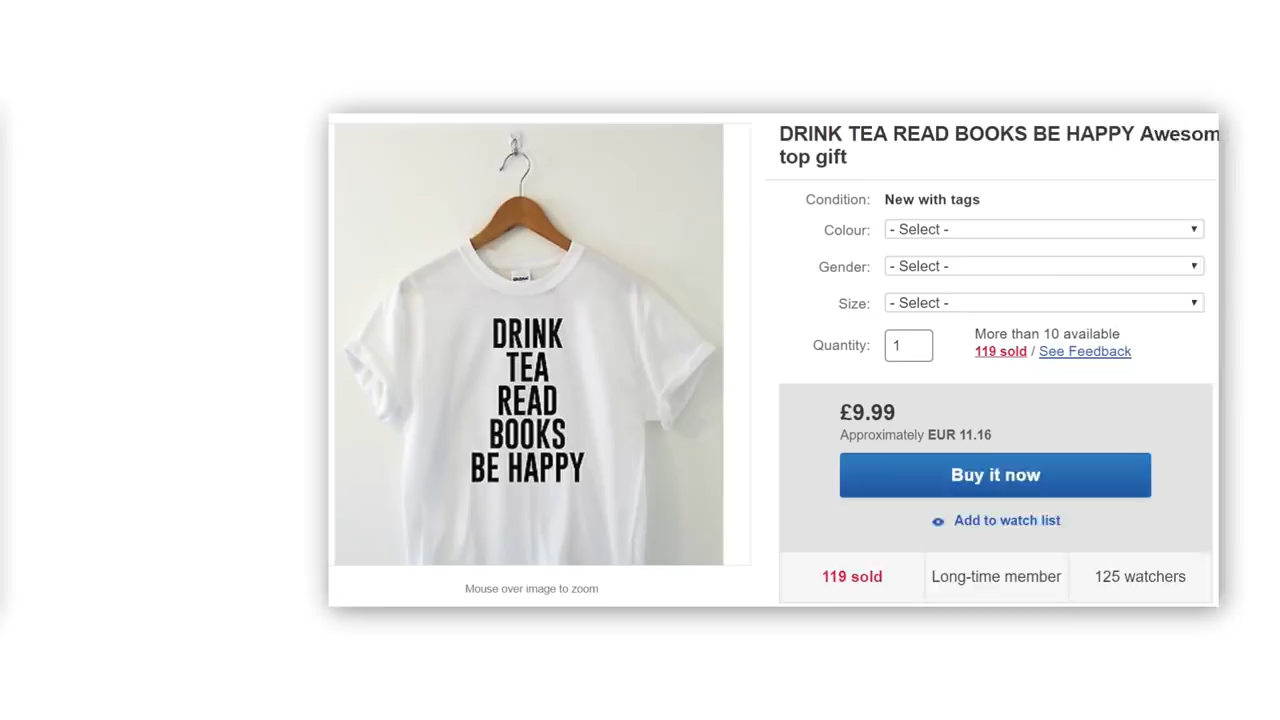 DRINK
TEA
READ
BOOKS
BE HAPPY
Mouse over image to zoom
DRINK TEA READ BOOKS BE HAPPY Awesom
top gift
Condition: New with tags
Colour: - Select -
Gender: - Select -
Size: - Select -
Quantity: 1
More than 10 available
119 sold / See Feedback
£9.99
Approximately EUR 11.16
Buy it now
Add to watch list
119 sold Long-time member 125 watchers